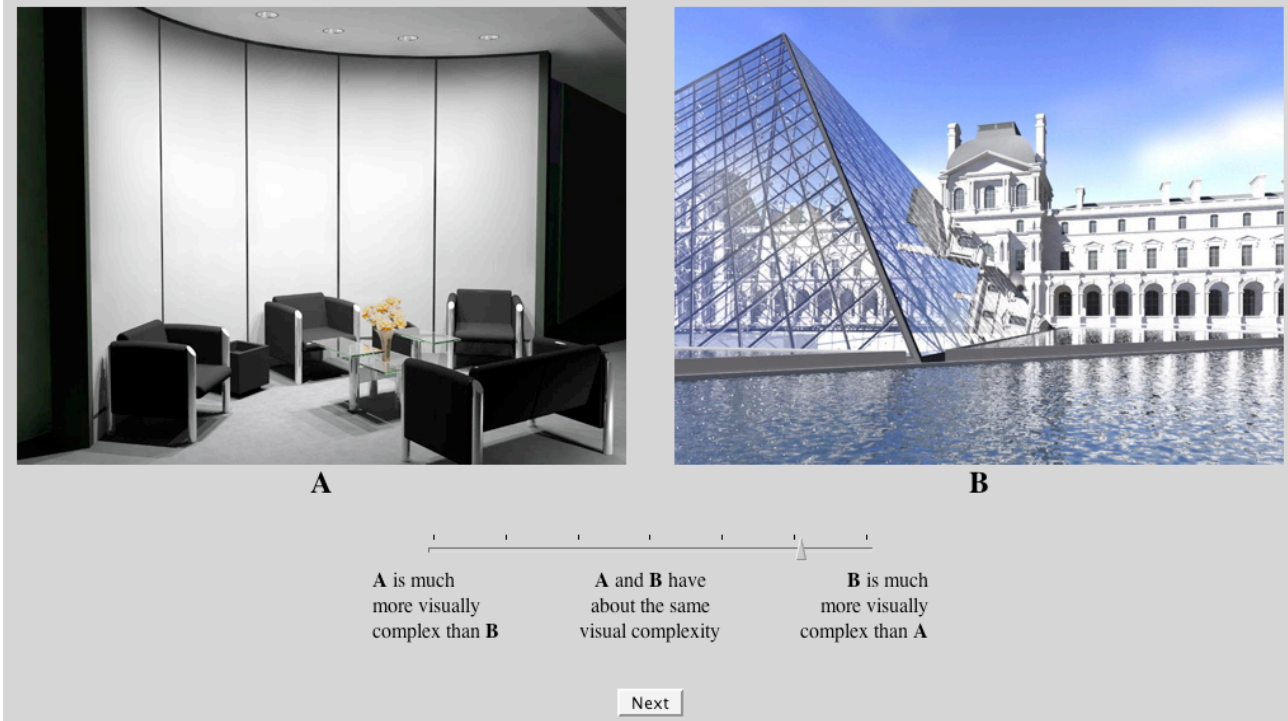 A
B
A is much
more visually
complex than B
A and B have
about the same
visual complexity
B is much
more visually
complex than A
Next